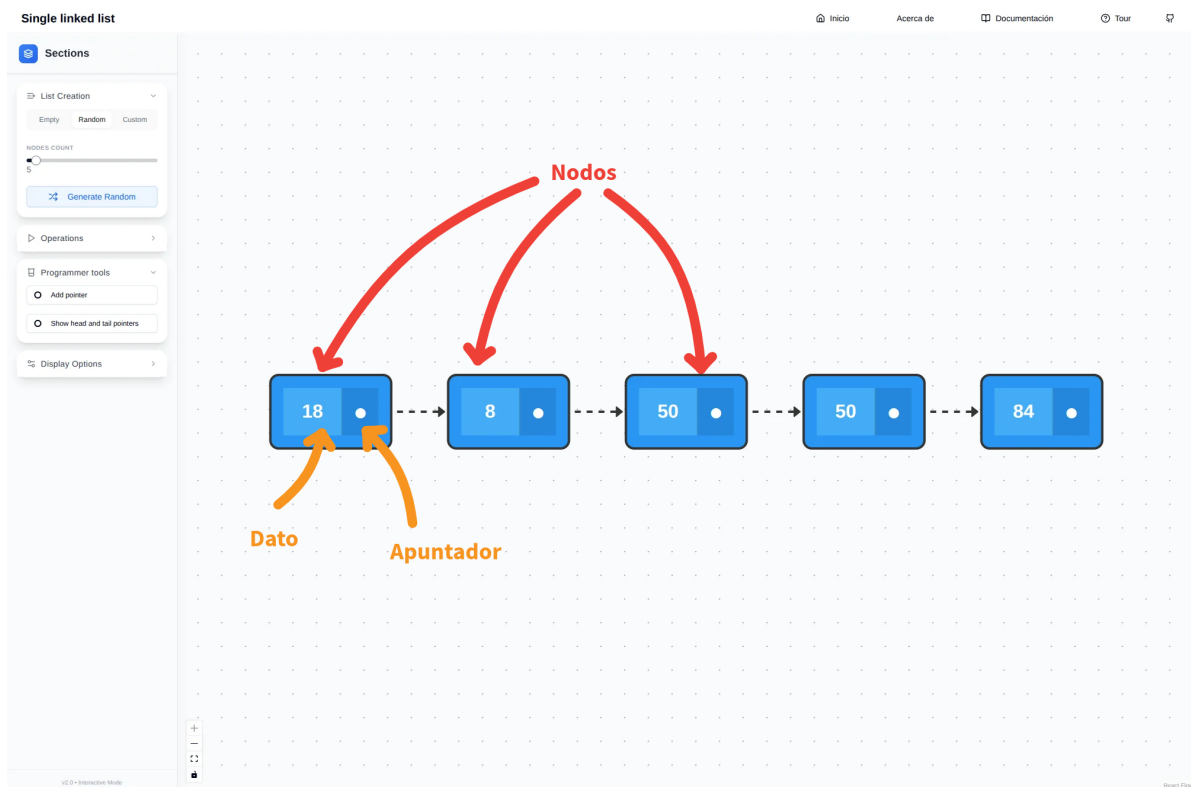 Single linked list
Inicio
Acerca de
Documentación
Tour
Sections
List Creation
Empty
Random
Custom
NODES COUNT
5
Generate Random
Operations
Programmer tools
Add pointer
Show head and tail pointers
Display Options
Nodos
18
8
50
50
84
Dato
Apuntador
v2.0 • Interactive Mode
React Flow